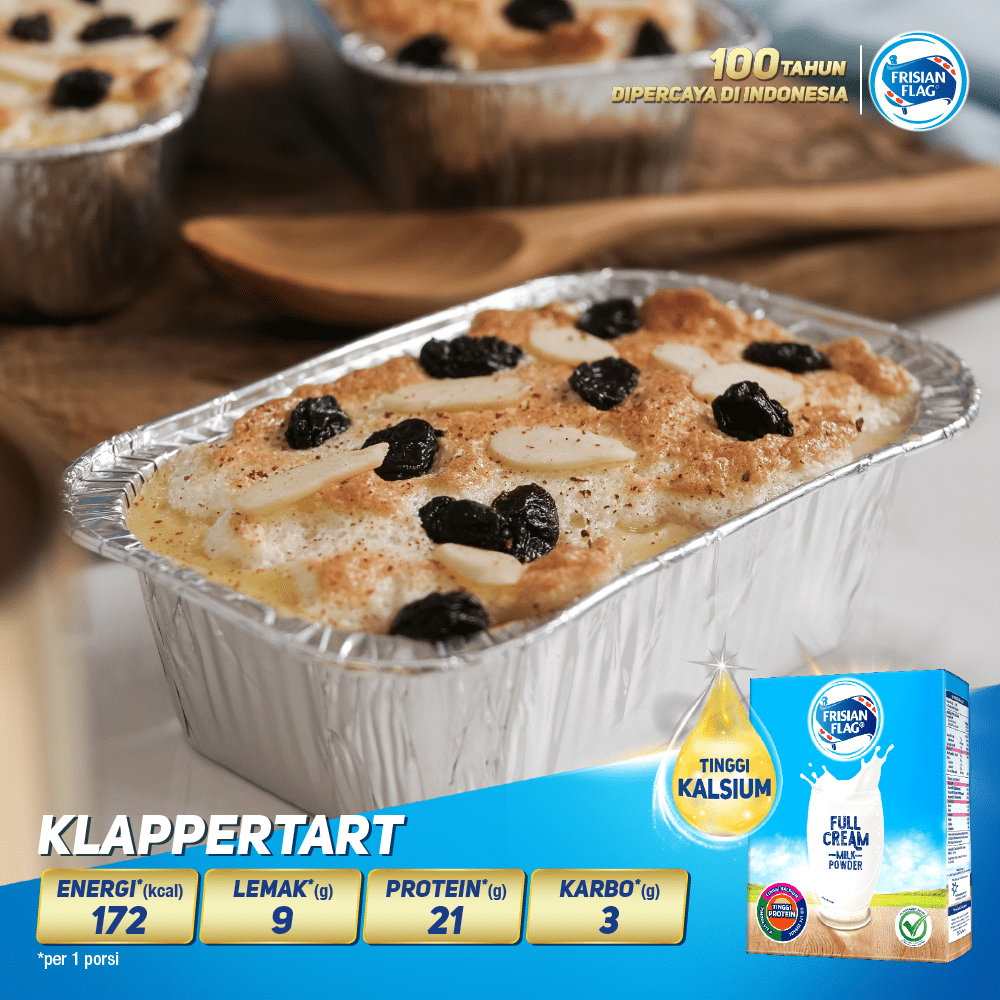 100 TAHUN
DIPERCAYA DI INDONESIA
FRISIAN
FLAG®
TINGGI
KALSIUM
FRISIAN
FLAG®
FULL
CREAM
MILK
POWDER
TINGGI
PROTEIN
KLAPPERTART
ENERGI*(kcal)
172
LEMAK*(g)
9
PROTEIN*(g)
21
KARBO*(g)
3
*per 1 porsi